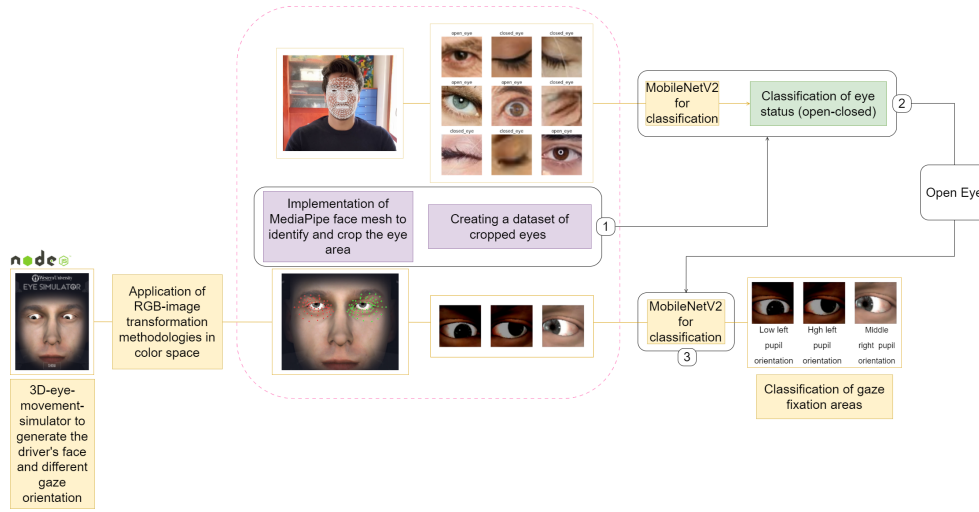 open_eye
closed_eye
closed_eye
open_eye
open_eye
closed_eye
closed_eye
closed_eye
open_eye
MobileNetV2
for
classification
Classification of eye
status (open-closed)
2
Open Eye
Implementation of
MediaPipe face mesh to
identify and crop the eye
area
Creating a dataset of
cropped eyes
1
node
JS
Western University
EYE SIMULATOR
Application of
RGB-image
transformation
methodologies in
color space
MobileNetV2
for
classification
3
Low left
pupil
orientation
Hgh left
pupil
orientation
Middle
right pupil
orientation
Classification of gaze
fixation areas
3D-eye-
movement-
simulator to
generate the
driver's face
and different
gaze
orientation